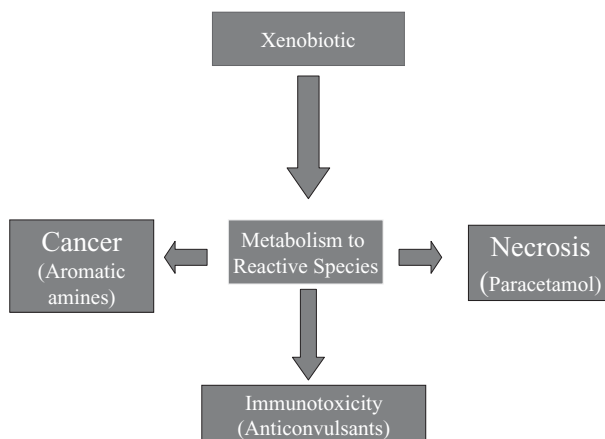 Xenobiotic
Cancer
(Aromatic
amines)
Metabolism to
Reactive Species
Necrosis
(Paracetamol)
Immunotoxicity
(Anticonvulsants)